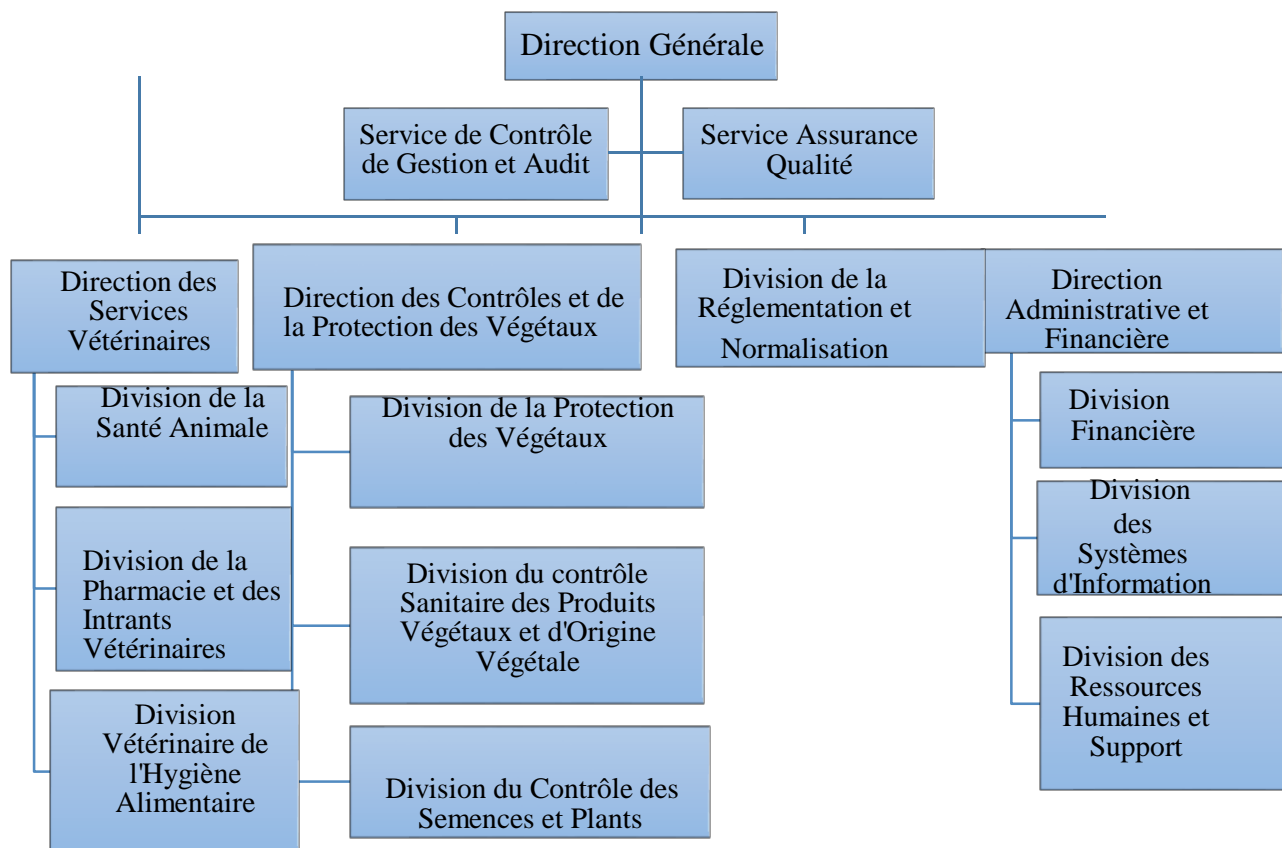 Direction Générale
Service de Contrôle
de Gestion et Audit
Service Assurance
Qualité
Direction des
Services
Vétérinaires
Direction des Contrôles et de
la Protection des Végétaux
Division de la
Réglementation et
Normalisation
Direction
Administrative et
Financière
Division de la
Santé Animale
Division de la
Pharmacie et des
Intrants
Vétérinaires
Division
Vétérinaire de
l'Hygiène
Alimentaire
Division de la Protection
des Végétaux
Division du contrôle
Sanitaire des Produits
Végétaux et d'Origine
Végétale
Division du Contrôle des
Semences et Plants
Division
Financière
Division
des
Systèmes
d'Information
Division des
Ressources
Humaines et
Support